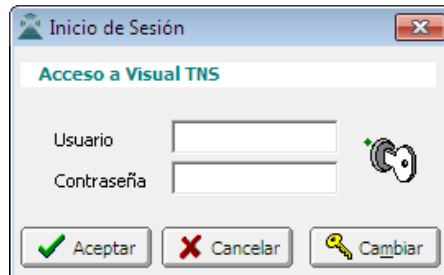 Inicio de Sesión
Acceso a Visual TNS
Usuario
Contraseña
Aceptar
Cancelar
Cambiar